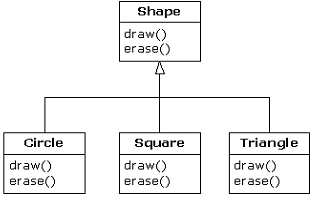 Shape
draw()
erase()
Circle
draw()
erase()
Square
draw()
erase()
Triangle
draw()
erase()